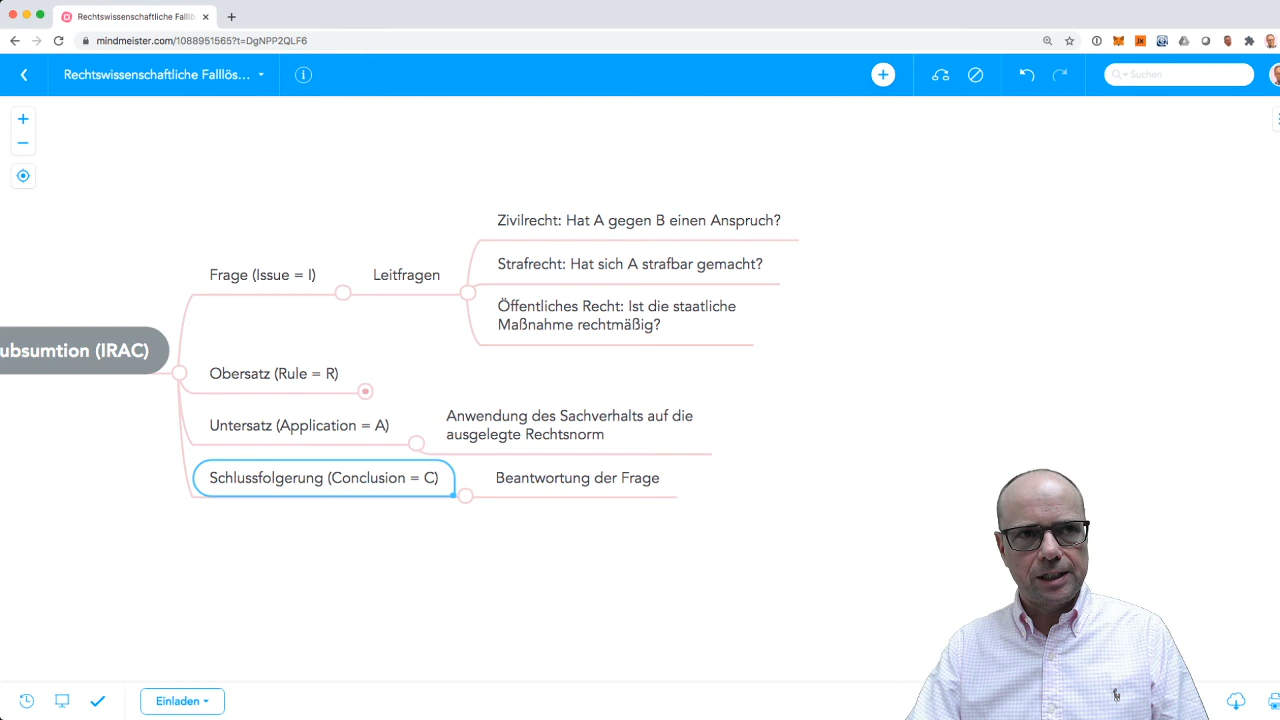 Rechtswissenschaftliche Falllö
mindmeister.com/1088951565?t=DgNPP2QLF6
Rechtswissenschaftliche Falllös...
Suchen
Zivilrecht: Hat A gegen B einen Anspruch?
Frage (Issue = I)
Leitfragen
Strafrecht: Hat sich A strafbar gemacht?
Öffentliches Recht: Ist die staatliche
Maßnahme rechtmäßig?
ubsumtion (IRAC)
Obersatz (Rule = R)
Untersatz (Application = A)
Anwendung des Sachverhalts auf die
ausgelegte Rechtsnorm
Schlussfolgerung (Conclusion = C)
Beantwortung der Frage
Einladen